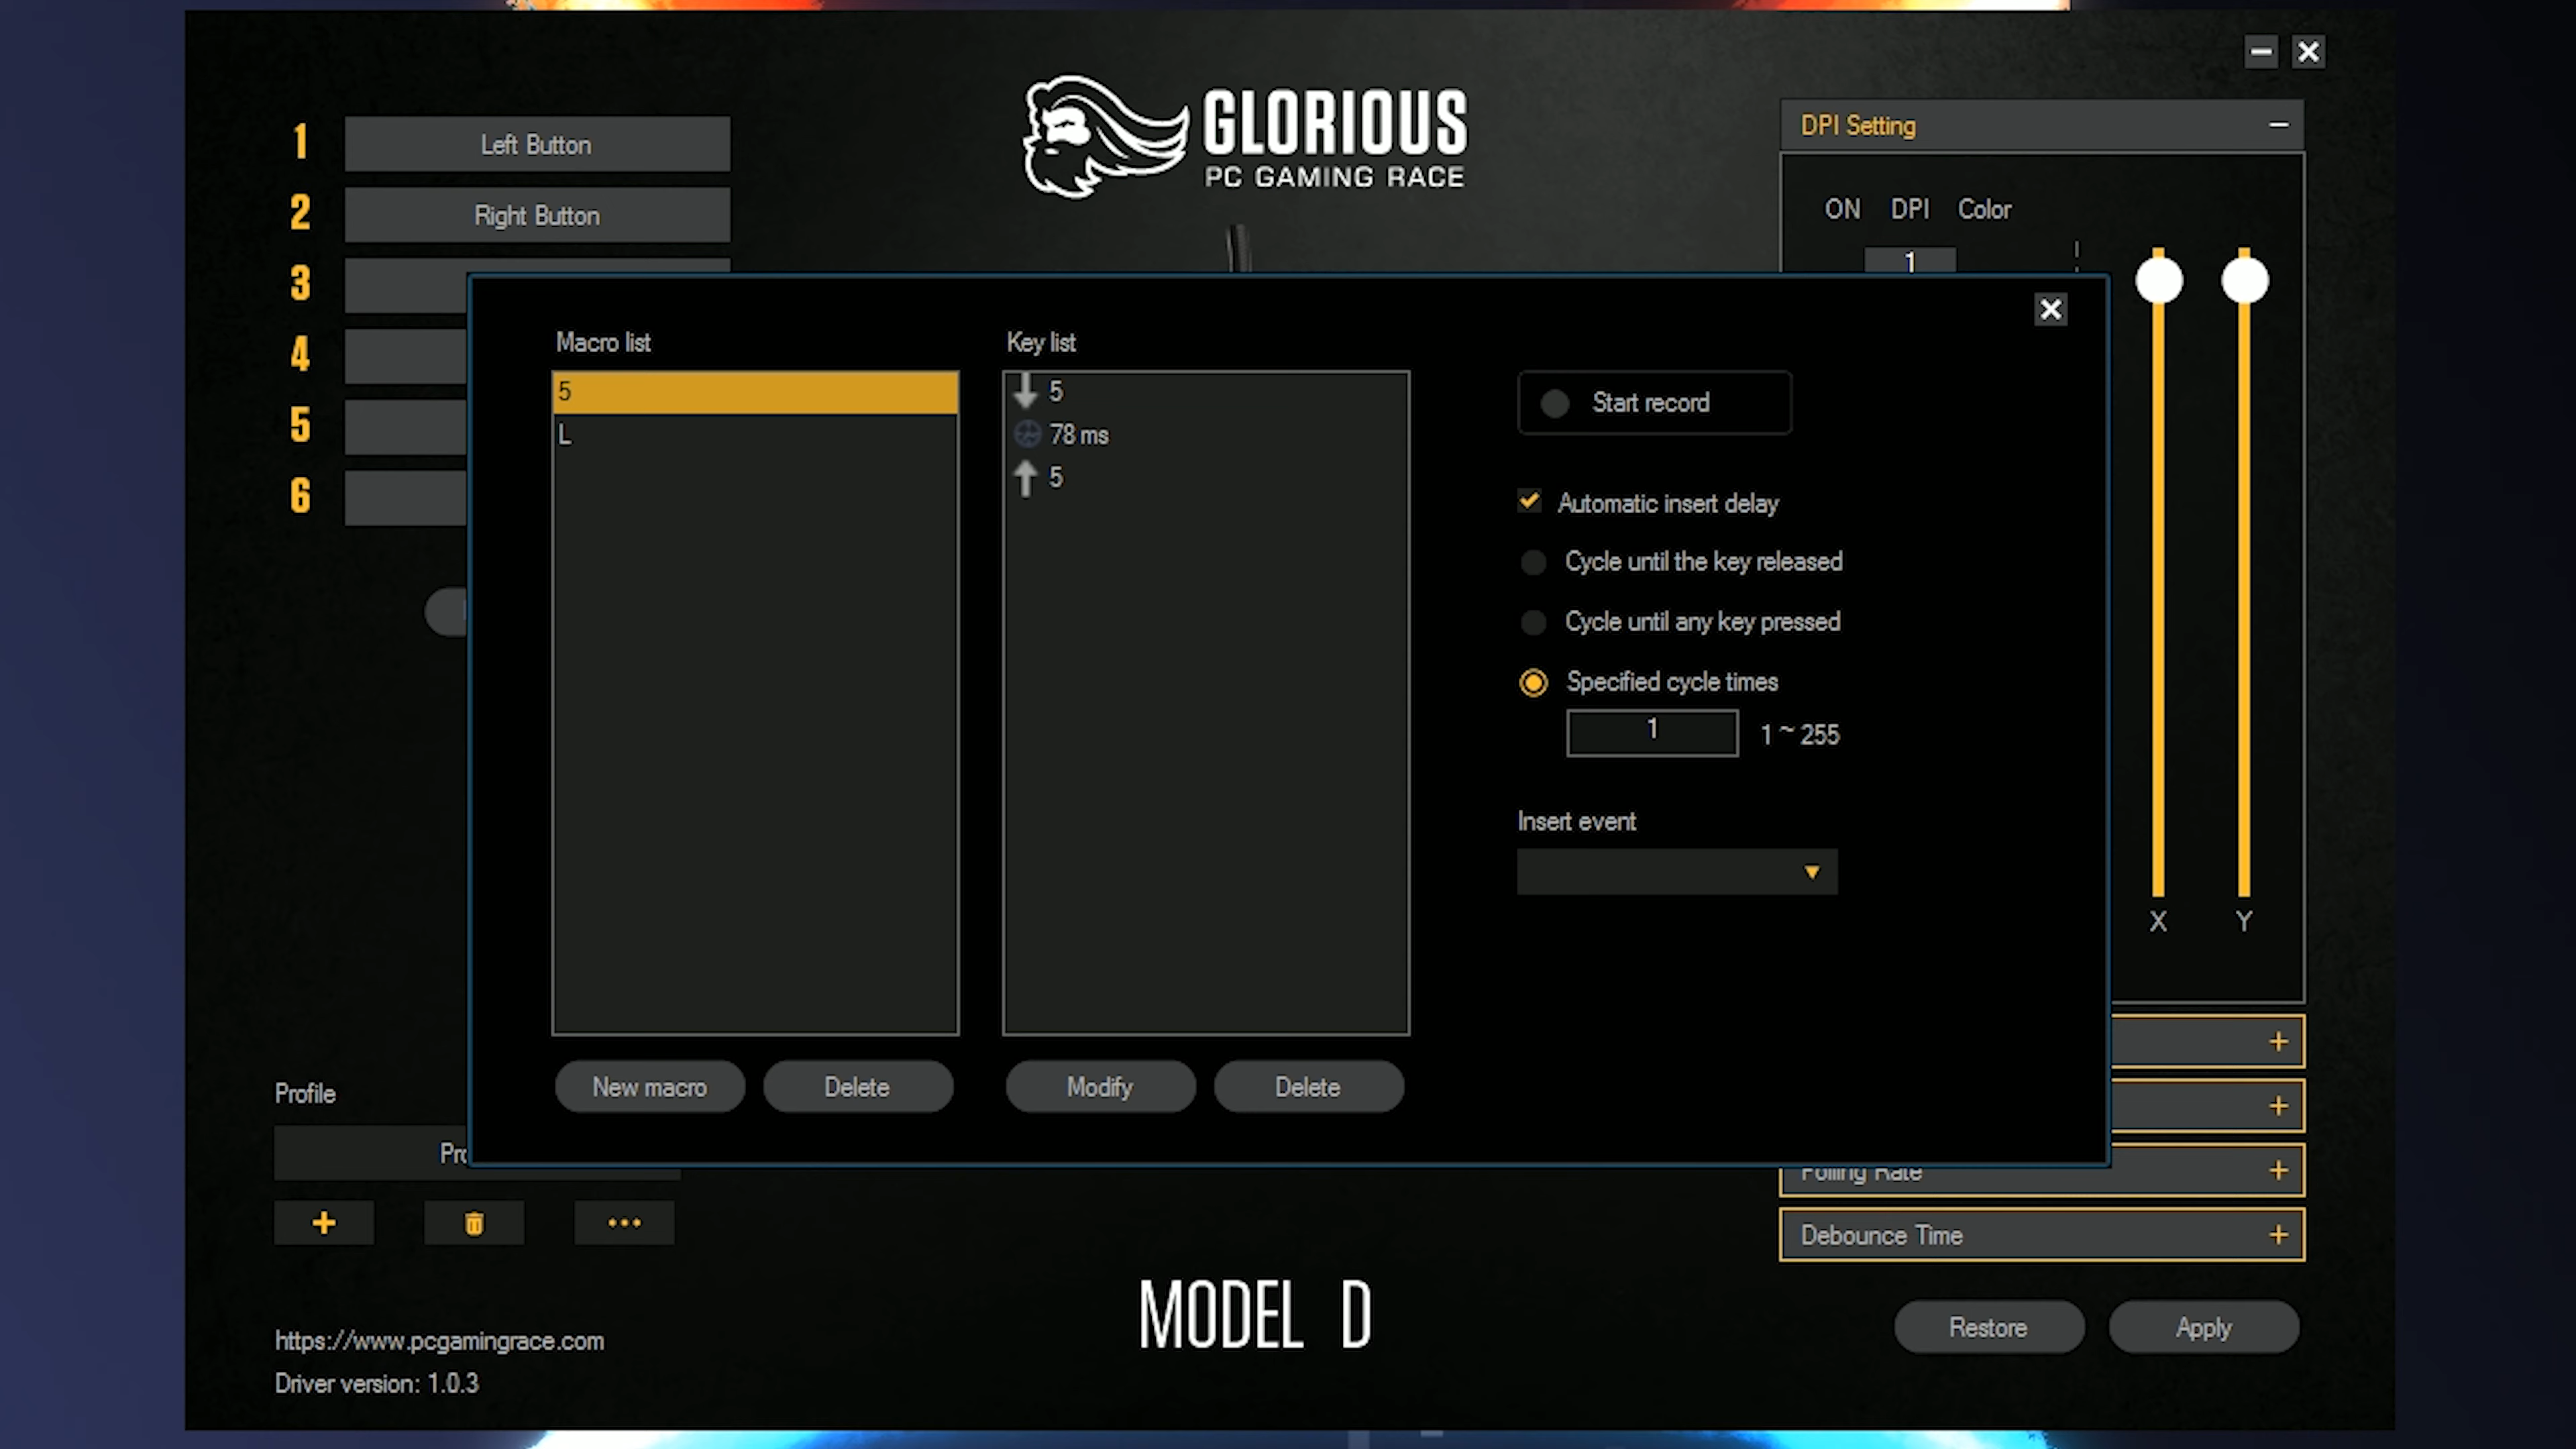 GLORIOUS
PC GAMING RACE
1 Left Button
2 Right Button
3
4
5
6
DPI Setting
ON DPI Color
1
X Y
Macro list
5
L
New macro Delete
Key list
5
78 ms
5
Modify Delete
Start record
Automatic insert delay
Cycle until the key released
Cycle until any key pressed
Specified cycle times
1 1 ~ 255
Insert event
Profile
Polling Rate
Debounce Time
MODEL D
Restore Apply
https://www.pcgamingrace.com
Driver version: 1.0.3